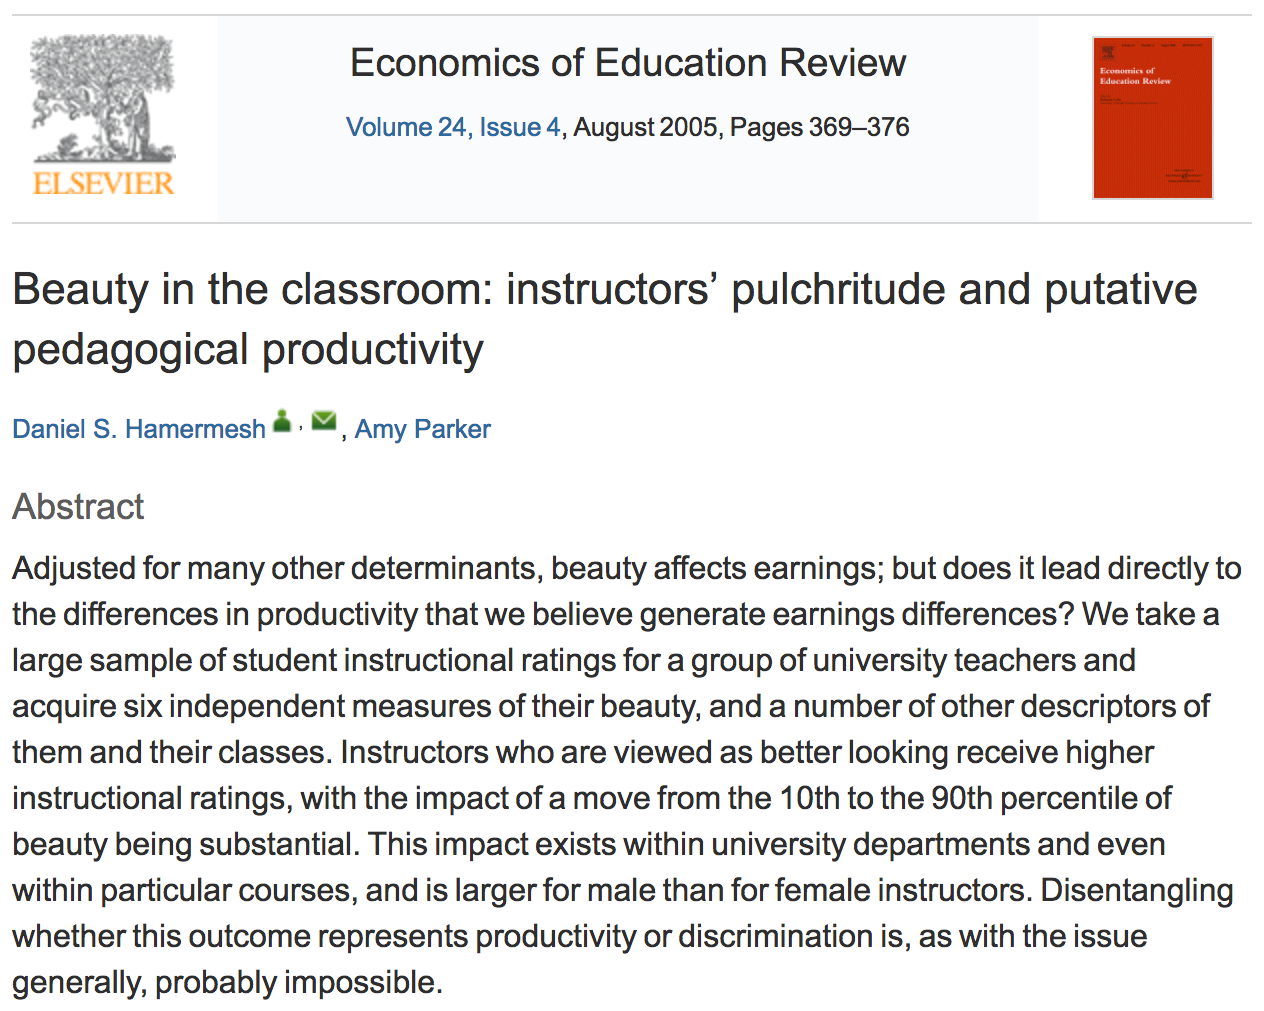 ELSEVIER
Economics of Education Review
Volume 24, Issue 4, August 2005, Pages 369–376
Economics of
Education Review
Beauty in the classroom: instructors’ pulchritude and putative
pedagogical productivity
Daniel S. Hamermesh , , Amy Parker
Abstract
Adjusted for many other determinants, beauty affects earnings; but does it lead directly to
the differences in productivity that we believe generate earnings differences? We take a
large sample of student instructional ratings for a group of university teachers and
acquire six independent measures of their beauty, and a number of other descriptors of
them and their classes. Instructors who are viewed as better looking receive higher
instructional ratings, with the impact of a move from the 10th to the 90th percentile of
beauty being substantial. This impact exists within university departments and even
within particular courses, and is larger for male than for female instructors. Disentangling
whether this outcome represents productivity or discrimination is, as with the issue
generally, probably impossible.